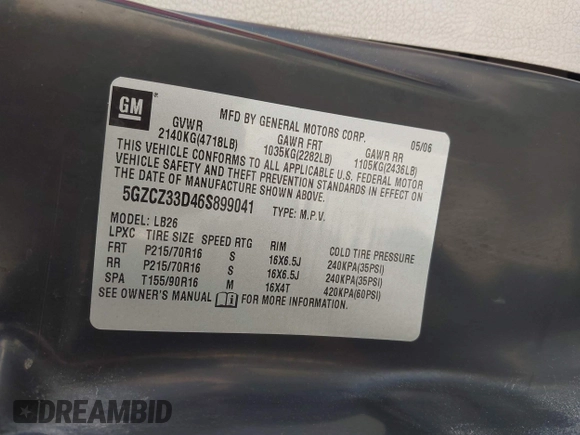 GM
MFD BY GENERAL MOTORS CORP. 05/06
GVWR GAWR FRT GAWR RR
2140KG(4718LB) 1035KG(2282LB) 1105KG(2436LB)
THIS VEHICLE CONFORMS TO ALL APPLICABLE U.S. FEDERAL MOTOR
VEHICLE SAFETY AND THEFT PREVENTION STANDARDS IN EFFECT ON
THE DATE OF MANUFACTURE SHOWN ABOVE.
5GZCZ33D46S899041 TYPE: M.P.V.
MODEL: LB26
LPXC TIRE SIZE SPEED RTG RIM COLD TIRE PRESSURE
FRT P215/70R16 S 16X6.5J 240KPA(35PSI)
RR P215/70R16 S 16X6.5J 240KPA(35PSI)
SPA T155/90R16 M 16X4T 420KPA(60PSI)
SEE OWNER'S MANUAL FOR MORE INFORMATION.
DREAMBID